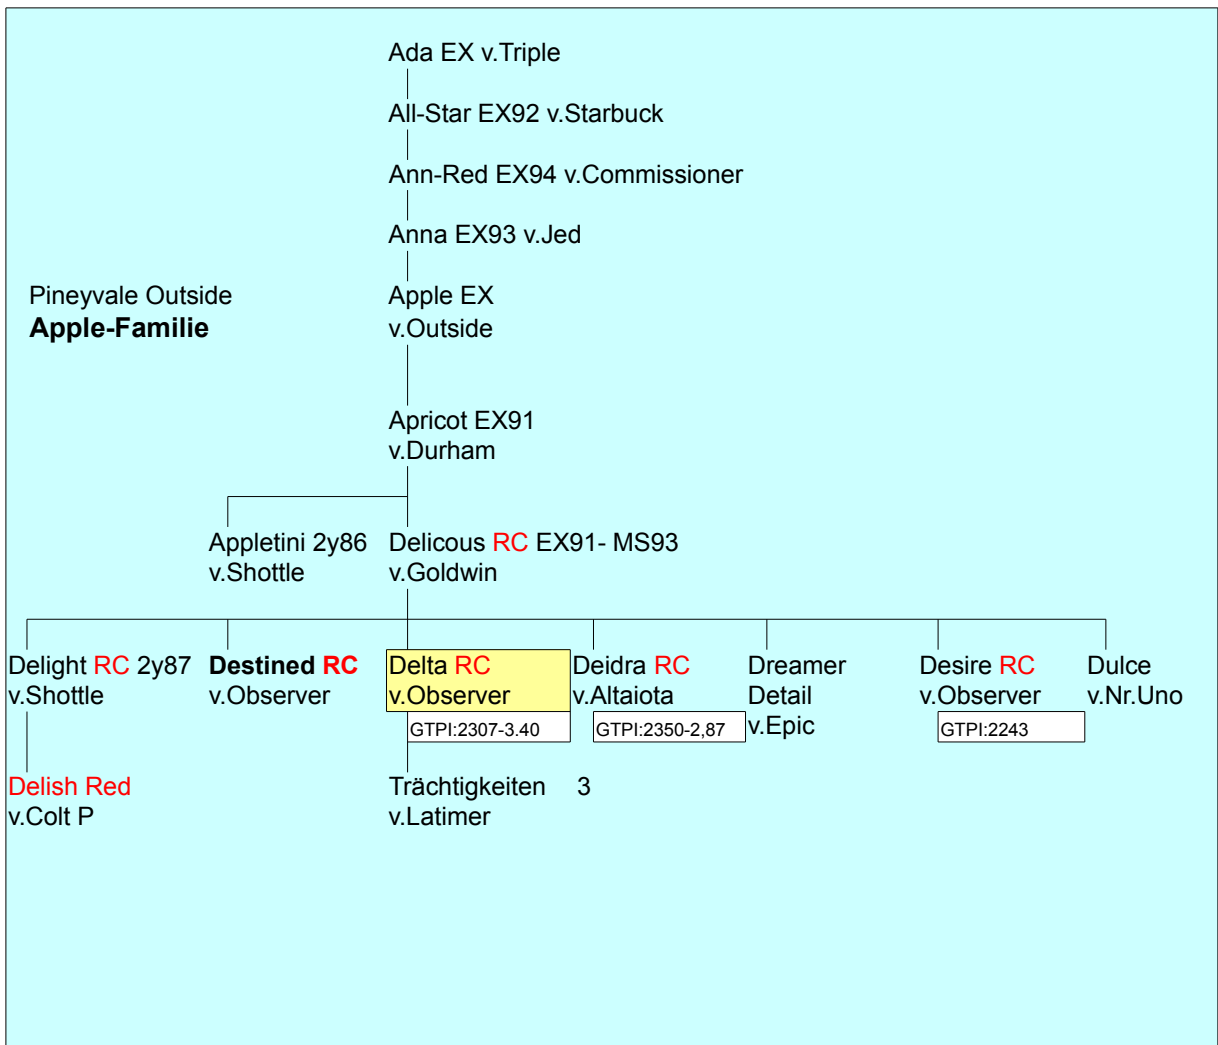 Ada EX v.Triple
All-Star EX92 v.Starbuck
Ann-Red EX94 v.Commissioner
Anna EX93 v.Jed
Pineyvale Outside
Apple-Familie
Apple EX
v.Outside
Apricot EX91
v.Durham
Appletini 2y86
v.Shottle
Delicous RC EX91- MS93
v.Goldwin
Delight RC 2y87
v.Shottle
Destined RC
v.Observer
Delta RC
v.Observer
GTPI:2307-3.40
Deidra RC
v.Altaiota
GTPI:2350-2,87
Dreamer
Detail
v.Epic
Desire RC
v.Observer
GTPI:2243
Dulce
v.Nr.Uno
Delish Red
v.Colt P
Trächtigkeiten 3
v.Latimer